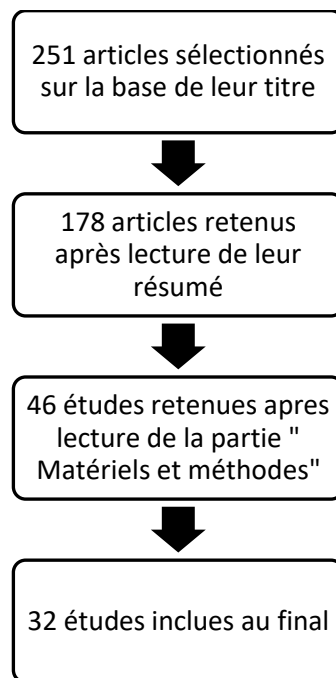 251 articles sélectionnés
sur la base de leur titre
178 articles retenus
après lecture de leur
résumé
46 études retenues apres
lecture de la partie "
Matériels et méthodes"
32 études inclues au final